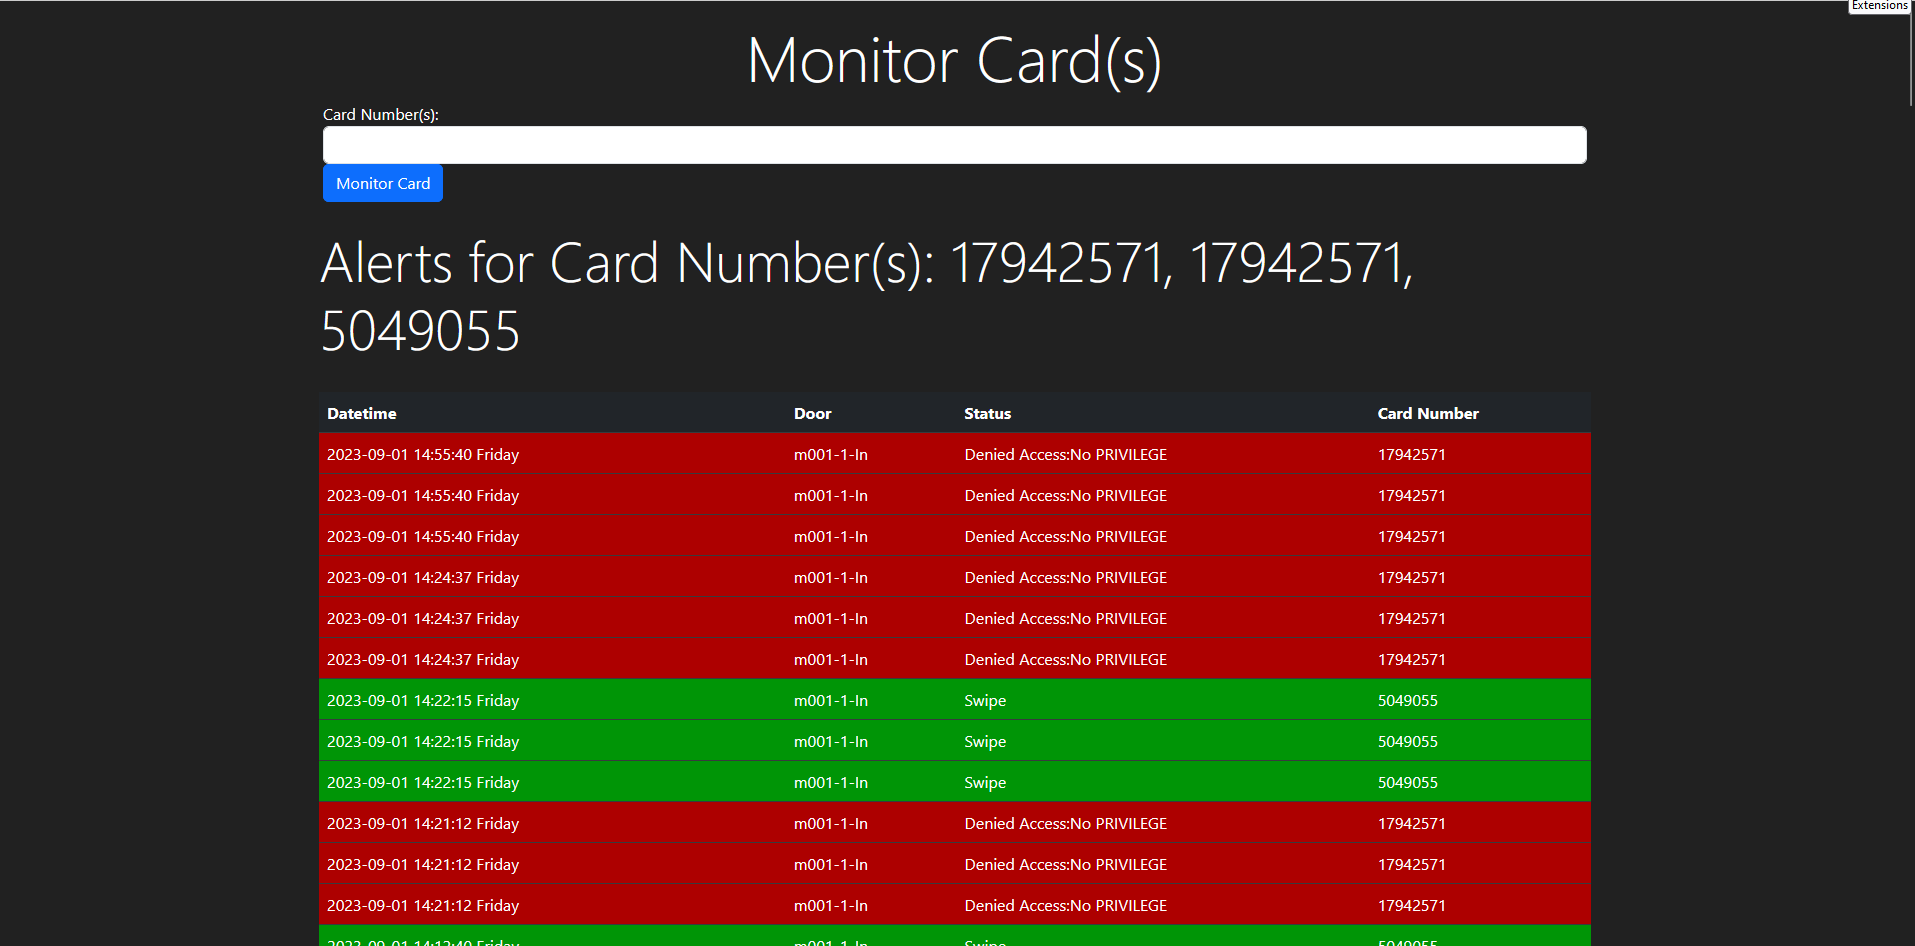 Extensions
Monitor Card(s)
Card Number(s):
Monitor Card
Alerts for Card Number(s): 17942571, 17942571,
5049055
Datetime Door Status Card Number
2023-09-01 14:55:40 Friday m001-1-In Denied Access:No PRIVILEGE 17942571
2023-09-01 14:55:40 Friday m001-1-In Denied Access:No PRIVILEGE 17942571
2023-09-01 14:55:40 Friday m001-1-In Denied Access:No PRIVILEGE 17942571
2023-09-01 14:24:37 Friday m001-1-In Denied Access:No PRIVILEGE 17942571
2023-09-01 14:24:37 Friday m001-1-In Denied Access:No PRIVILEGE 17942571
2023-09-01 14:24:37 Friday m001-1-In Denied Access:No PRIVILEGE 17942571
2023-09-01 14:22:15 Friday m001-1-In Swipe 5049055
2023-09-01 14:22:15 Friday m001-1-In Swipe 5049055
2023-09-01 14:22:15 Friday m001-1-In Swipe 5049055
2023-09-01 14:21:12 Friday m001-1-In Denied Access:No PRIVILEGE 17942571
2023-09-01 14:21:12 Friday m001-1-In Denied Access:No PRIVILEGE 17942571
2023-09-01 14:21:12 Friday m001-1-In Denied Access:No PRIVILEGE 17942571
2023-09-01 Friday m001-1-In Swipe 5049055